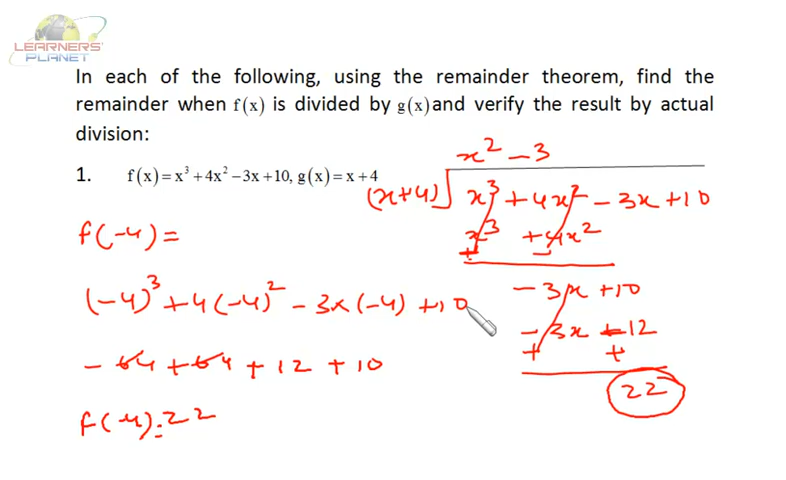 LEARNERS'
PLANET
In each of the following, using the remainder theorem, find the
remainder when f(x) is divided by g(x) and verify the result by actual
division:
1. f(x) = x³ + 4x² − 3x + 10, g(x) = x + 4
x² − 3
(x+4) x³ + 4x² − 3x + 10
x³ + 4x²
− 3x + 10
− 3x − 12
+ +
22
f(−4) =
(−4)³ + 4(−4)² − 3x(−4) + 10
− 64 + 64 + 12 + 10
f(4) = 22